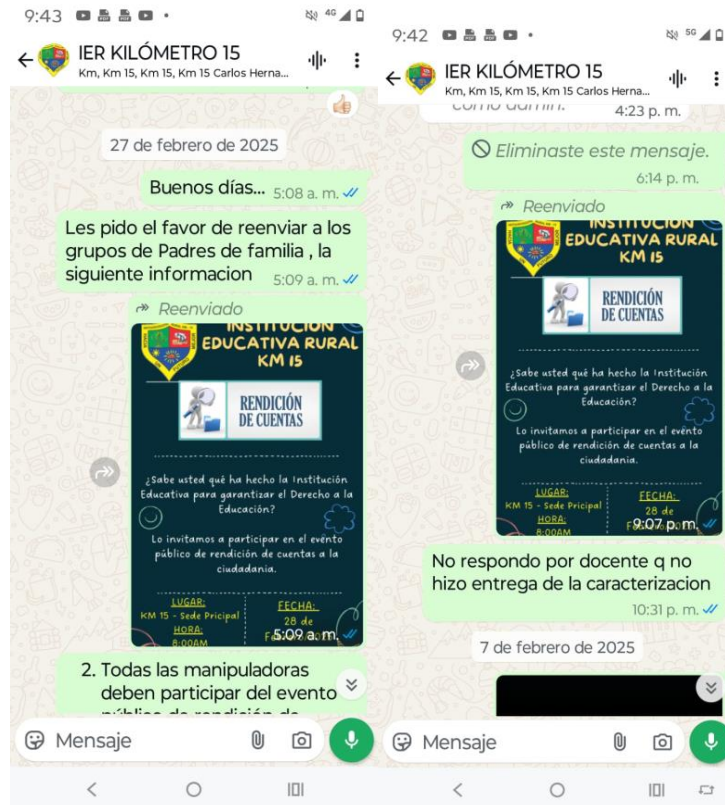 9:43
4G
IER KILÓMETRO 15
Km, Km 15, Km 15, Km 15 Carlos Herna...
27 de febrero de 2025
Buenos días... 5:08 a. m.
Les pido el favor de reenviar a los
grupos de Padres de familia , la
siguiente informacion 5:09 a. m.
Reenviado
INSTITUCION
EDUCATIVA RURAL
KM 15
RENDICIÓN
DE CUENTAS
¿Sabe usted qué ha hecho la Institución
Educativa para garantizar el Derecho a la
Educación?
Lo invitamos a participar en el evento
público de rendición de cuentas a la
ciudadania.
LUGAR:
KM 15 - Sede Pricipal
HORA:
8:00AM
FECHA:
28 de
5:09 a. m.
2. Todas las manipuladoras
deben participar del evento
público de rendición de
Mensaje
9:42
5G
IER KILÓMETRO 15
Km, Km 15, Km 15, Km 15 Carlos Herna...
como admin.
4:23 p. m.
Eliminaste este mensaje.
6:14 p. m.
Reenviado
INSTITUCION
EDUCATIVA RURAL
KM 15
RENDICIÓN
DE CUENTAS
¿Sabe usted qué ha hecho la Institución
Educativa para garantizar el Derecho a la
Educación?
Lo invitamos a participar en el evento
público de rendición de cuentas a la
ciudadania.
LUGAR:
KM 15 - Sede Pricipal
HORA:
8:00AM
FECHA:
28 de
9:07 p. m.
No respondo por docente q no
hizo entrega de la caracterizacion
10:31 p. m.
7 de febrero de 2025
Mensaje